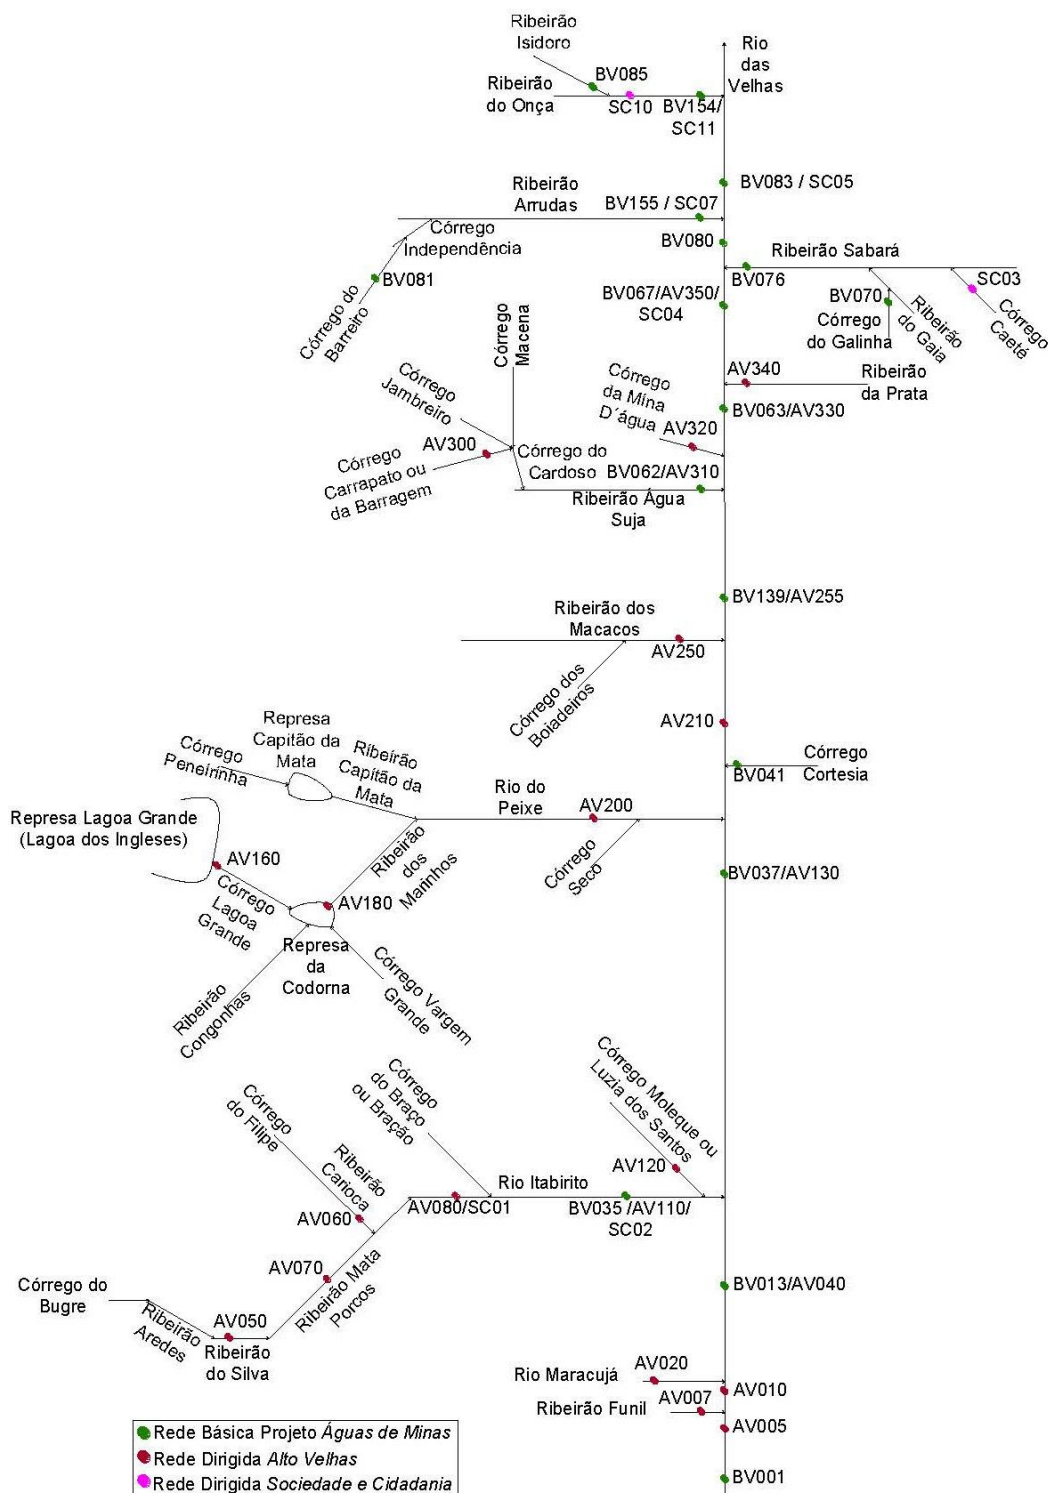 Ribeirão
Isidoro
Rio
das
Velhas
BV085
Ribeirão
do Onça
SC10
BV154/
SC11
BV083 / SC05
Ribeirão
Arrudas
BV155 / SC07
Córrego
Independência
BV080
Ribeirão Sabará
BV081
BV076
SC03
Córrego do
Barreiro
BV067/AV350/
SC04
BV070
Córrego
do Galinha
Ribeirão
do Gaia
Córrego
Caeté
Córrego
Macena
AV340
Ribeirão
da Prata
Córrego
Jambreiro
Córrego
da Mina
D´água
BV063/AV330
AV320
AV300
Córrego
Carrapato ou
da Barragem
Córrego do
Cardoso
BV062/AV310
Ribeirão Água
Suja
BV139/AV255
Ribeirão dos
Macacos
AV250
Córrego dos
Boiadeiros
AV210
Represa
Capitão da
Mata
Córrego
Peneirinha
Ribeirão
Capitão da
Mata
BV041
Córrego
Cortesia
Rio do
Peixe
AV200
Represa Lagoa Grande
(Lagoa dos Ingleses)
AV160
Ribeirão
dos
Marinhos
Córrego
Seco
BV037/AV130
Córrego
Lagoa
Grande
AV180
Represa
da
Codorna
Ribeirão
Congonhas
Córrego Vargem
Grande
Córrego
do Filipe
Córrego
do Braço
ou Bração
Córrego Moleque ou
Luzia dos Santos
Ribeirão
Carioca
AV120
Rio Itabirito
AV080/SC01
BV035 /AV110/
SC02
AV060
AV070
Ribeirão Mata
Porcos
BV013/AV040
Córrego do
Bugre
Ribeirão
Aredes
AV050
Ribeirão
do Silva
Rio Maracujá
AV020
AV010
Ribeirão Funil
AV007
AV005
BV001
Rede Básica Projeto Águas de Minas
Rede Dirigida Alto Velhas
Rede Dirigida Sociedade e Cidadania